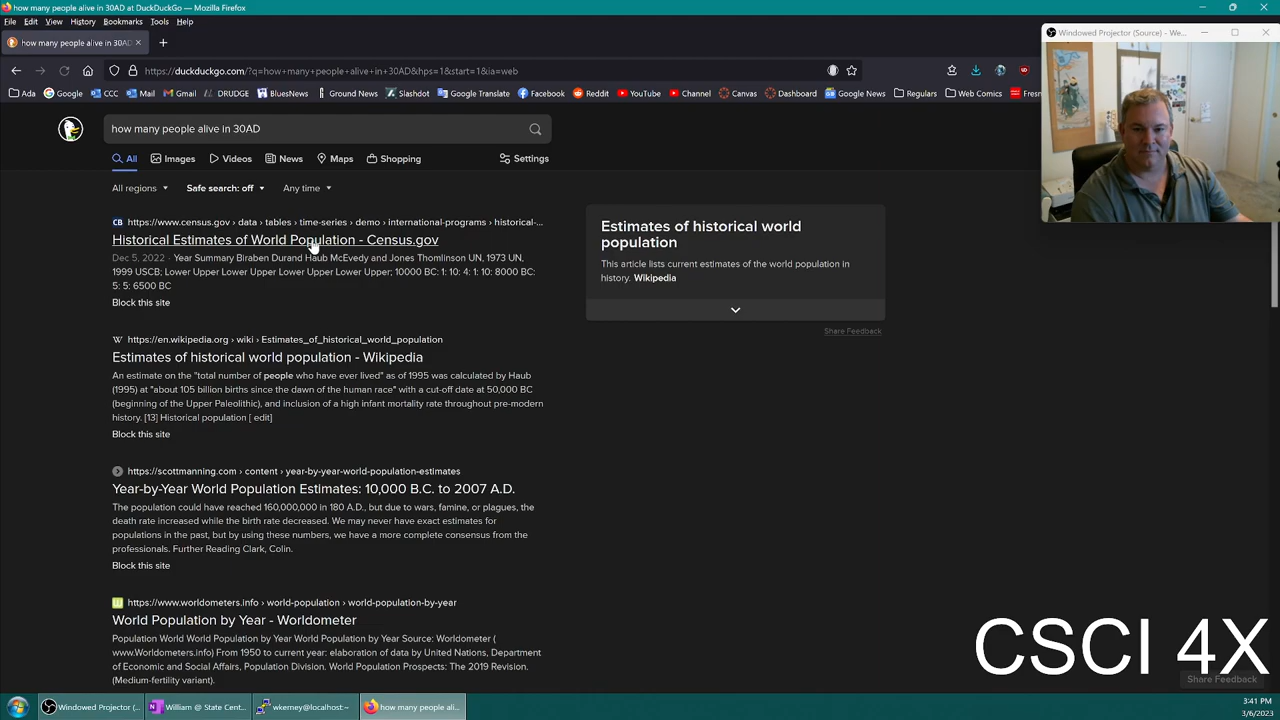 how many people alive in 30AD at DuckDuckGo — Mozilla Firefox
File Edit View History Bookmarks Tools Help
how many people alive in 30AD
https://duckduckgo.com/?q=how+many+people+alive+in+30AD&hps=1&start=1&ia=web
Ada Google CCC Mail Gmail DRUDGE BluesNews Ground News Slashdot Google Translate Facebook Reddit YouTube Channel Canvas Dashboard Google News Regulars Web Comics Fresn
Windowed Projector (Source) - We...
how many people alive in 30AD
All Images Videos News Maps Shopping Settings
All regions Safe search: off Any time
https://www.census.gov › data › tables › time-series › demo › international-programs › historical-...
Historical Estimates of World Population - Census.gov
Dec 5, 2022 · Year Summary Biraben Durand Haub McEvedy and Jones Thomlinson UN, 1973 UN,
1999 USCB; Lower Upper Lower Upper Lower Upper Lower Upper; 10000 BC: 1: 10: 4: 1: 10: 8000 BC:
5: 5: 6500 BC
Block this site
Estimates of historical world
population
This article lists current estimates of the world population in
history. Wikipedia
Share Feedback
https://en.wikipedia.org › wiki › Estimates_of_historical_world_population
Estimates of historical world population - Wikipedia
An estimate on the "total number of people who have ever lived" as of 1995 was calculated by Haub
(1995) at "about 105 billion births since the dawn of the human race" with a cut-off date at 50,000 BC
(beginning of the Upper Paleolithic), and inclusion of a high infant mortality rate throughout pre-modern
history. [13] Historical population [ edit]
Block this site
https://scottmanning.com › content › year-by-year-world-population-estimates
Year-by-Year World Population Estimates: 10,000 B.C. to 2007 A.D.
The population could have reached 160,000,000 in 180 A.D., but due to wars, famine, or plagues, the
death rate increased while the birth rate decreased. We may never have exact estimates for
populations in the past, but by using these numbers, we have a more complete consensus from the
professionals. Further Reading Clark, Colin.
Block this site
https://www.worldometers.info › world-population › world-population-by-year
World Population by Year - Worldometer
Population World World Population by Year World Population by Year Source: Worldometer (
www.Worldometers.info) From 1950 to current year: elaboration of data by United Nations, Department
of Economic and Social Affairs, Population Division. World Population Prospects: The 2019 Revision.
(Medium-fertility variant).
CSCI 4X
Share Feedback
Windowed Projector (... William @ State Cent... wkerney@localhost:~ how many people ali...
3:41 PM
3/6/2023